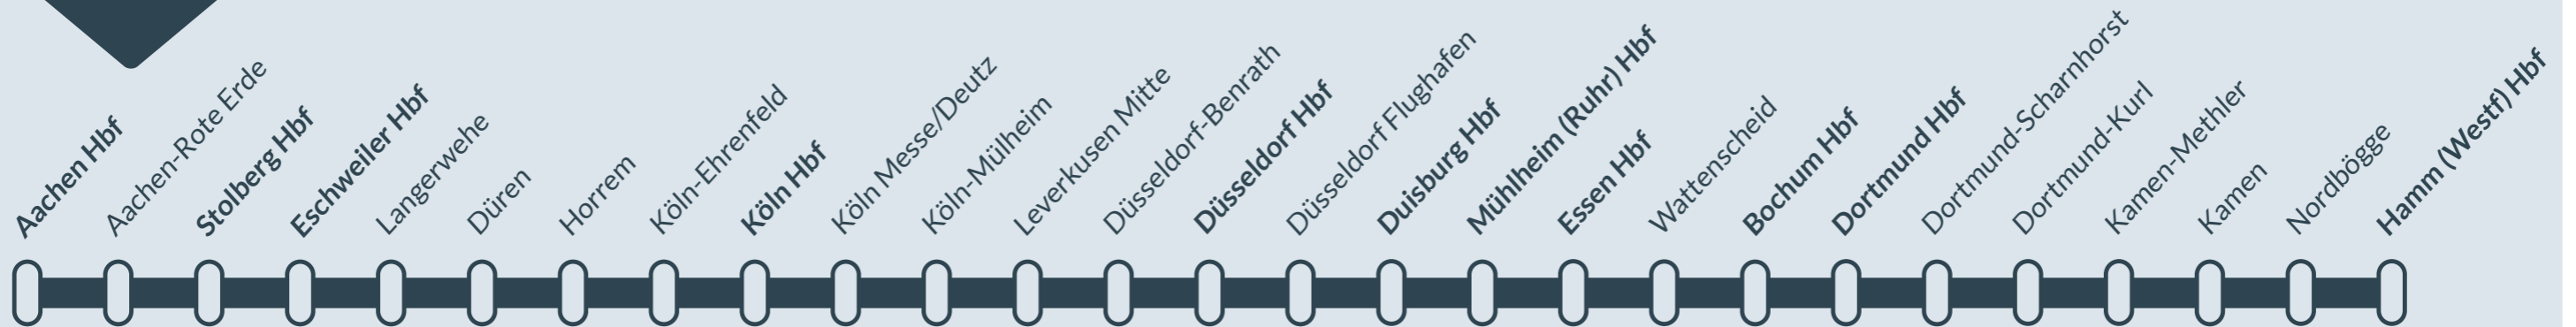 Aachen Hbf
Aachen-Rote Erde
Stolberg Hbf
Eschweiler Hbf
Langerwehe
Düren
Horrem
Köln-Ehrenfeld
Köln Hbf
Köln Messe/Deutz
Köln-Mülheim
Leverkusen Mitte
Düsseldorf-Benrath
Düsseldorf Hbf
Düsseldorf Flughafen
Duisburg Hbf
Mühlheim (Ruhr) Hbf
Essen Hbf
Wattenscheid
Bochum Hbf
Dortmund Hbf
Dortmund-Scharnhorst
Dortmund-Kurl
Kamen-Methler
Kamen
Nordbögge
Hamm (Westf) Hbf